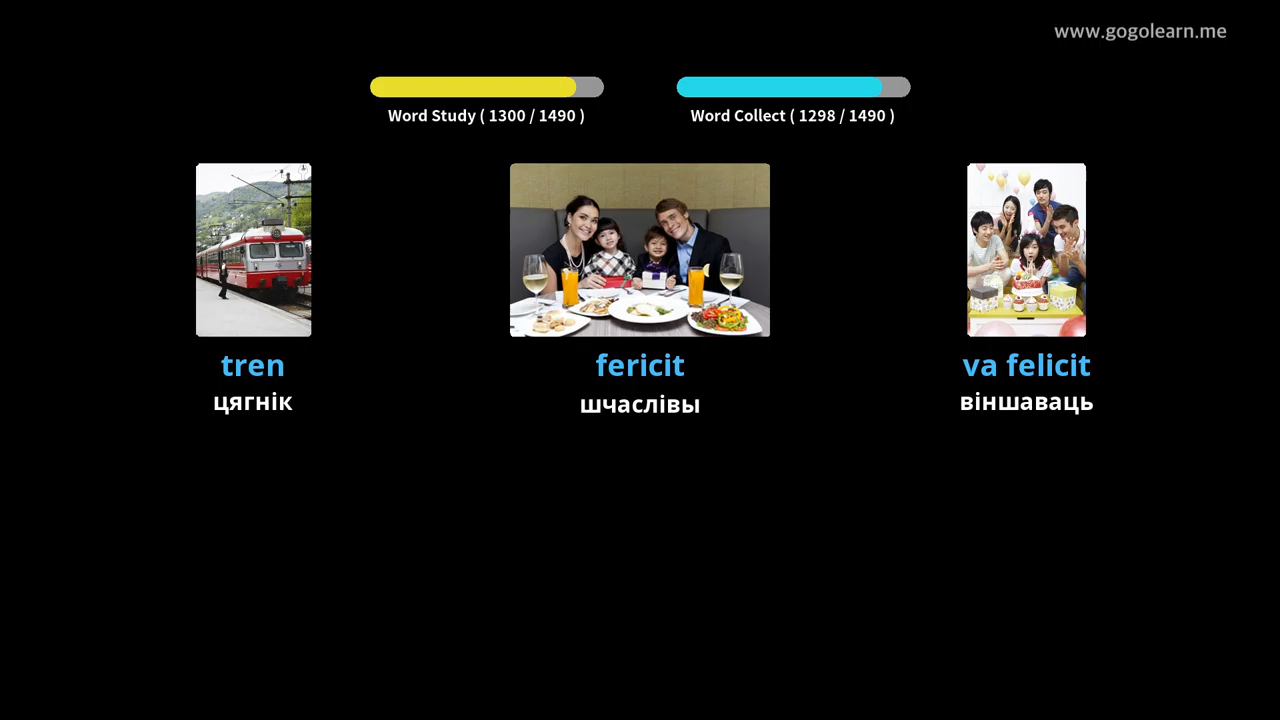 www.gogolearn.me
Word Study ( 1300 / 1490 )
Word Collect ( 1298 / 1490 )
tren
fericit
va felicit
цягнік
шчаслівы
віншаваць